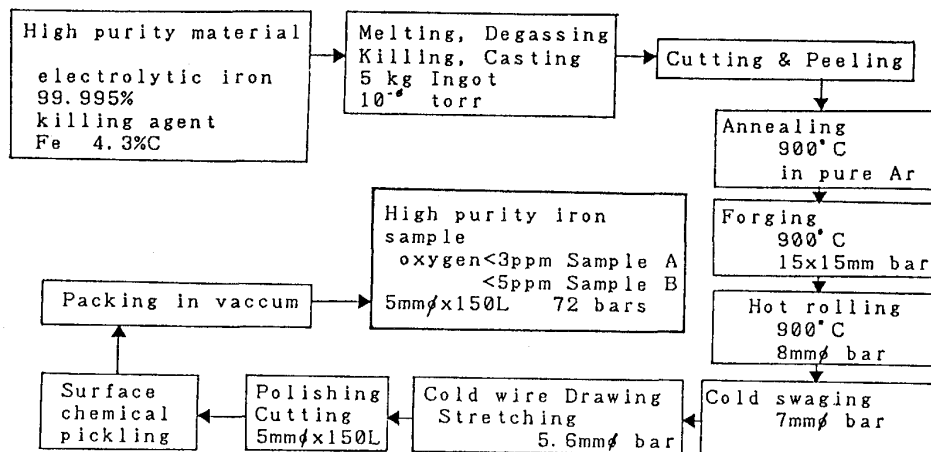 High purity material
electrolytic iron
99.995%
killing agent
Fe 4.3%C
Melting, Degassing
Killing, Casting
5 kg Ingot
10⁻⁶ torr
Cutting & Peeling
Annealing
900°C
in pure Ar
Forging
900°C
15x15mm bar
Hot rolling
900°C
8mmφ bar
Cold swaging
7mmφ bar
Cold wire Drawing
Stretching
5.6mmφ bar
Polishing
Cutting
5mmφx150L
Surface
chemical
pickling
Packing in vaccum
High purity iron
sample
oxygen<3ppm Sample A
<5ppm Sample B
5mmφx150L 72 bars